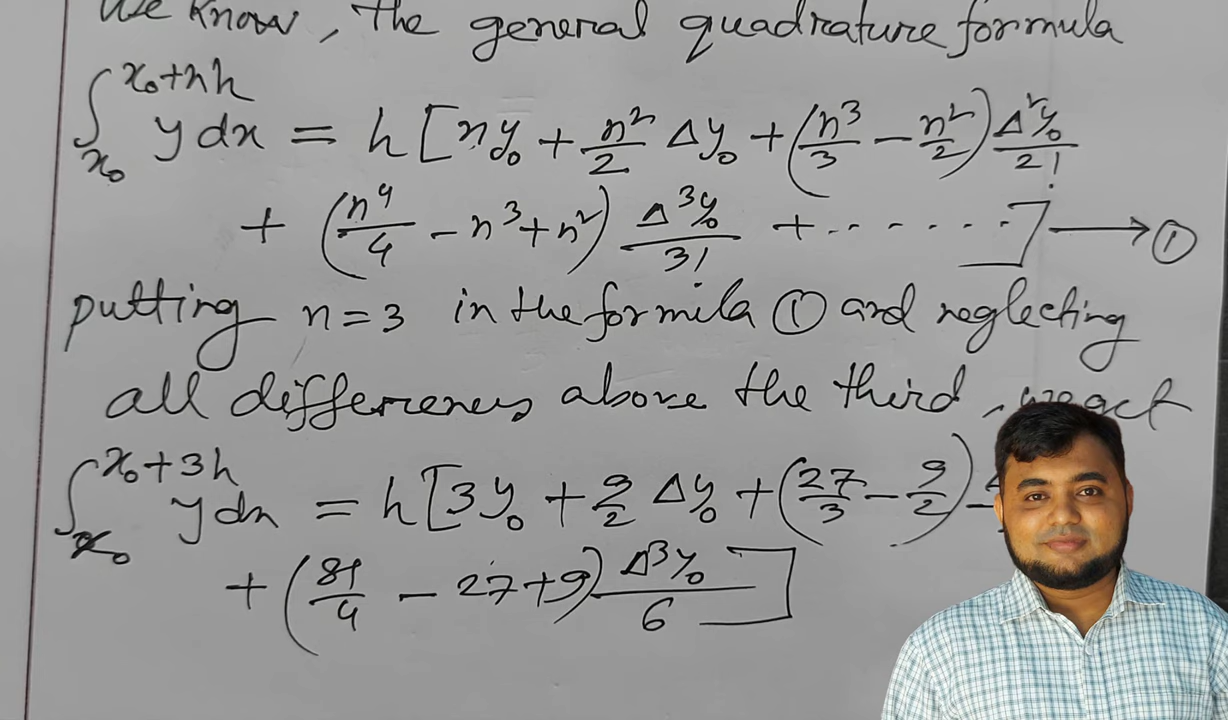 We know, the general quadrature formula
∫_{x₀}^{x₀+nh} y dx = h [ny₀ + n²/2 Δy₀ + (n³/3 − n²/2) Δ²y₀/2!
+ (n⁴/4 − n³ + n²) Δ³y₀/3! + .......] → ①
putting n = 3 in the formila ① and neglecting
all differences above the third, we get
∫_{x₀}^{x₀+3h} y dx = h [3y₀ + 9/2 Δy₀ + (27/3 − 9/2)
+ (81/4 − 27 + 9) Δ³y₀/6 ]